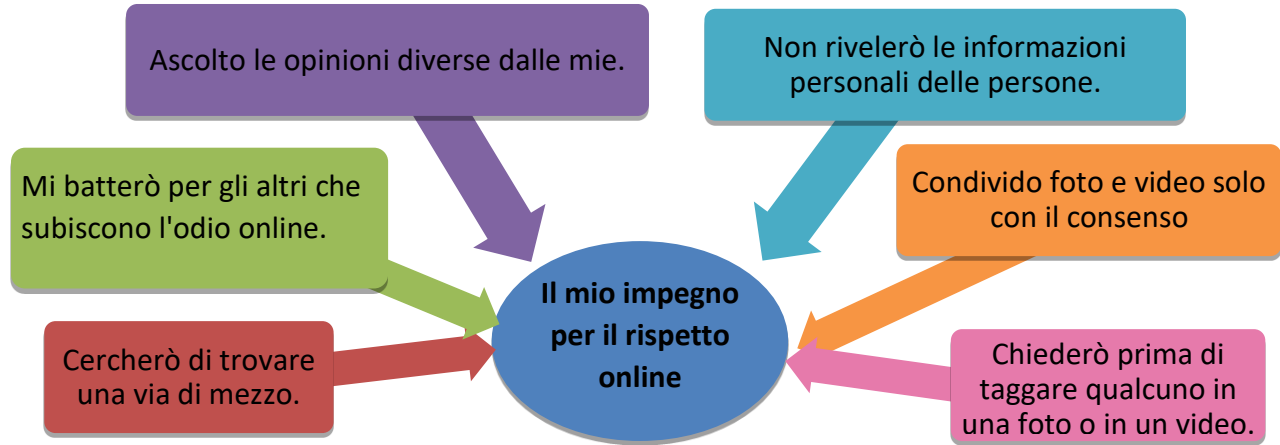 Ascolto le opinioni diverse dalle mie.
Non rivelerò le informazioni
personali delle persone.
Mi batterò per gli altri che
subiscono l'odio online.
Condivido foto e video solo
con il consenso
Il mio impegno
per il rispetto
online
Cercherò di trovare
una via di mezzo.
Chiederò prima di
taggare qualcuno in
una foto o in un video.